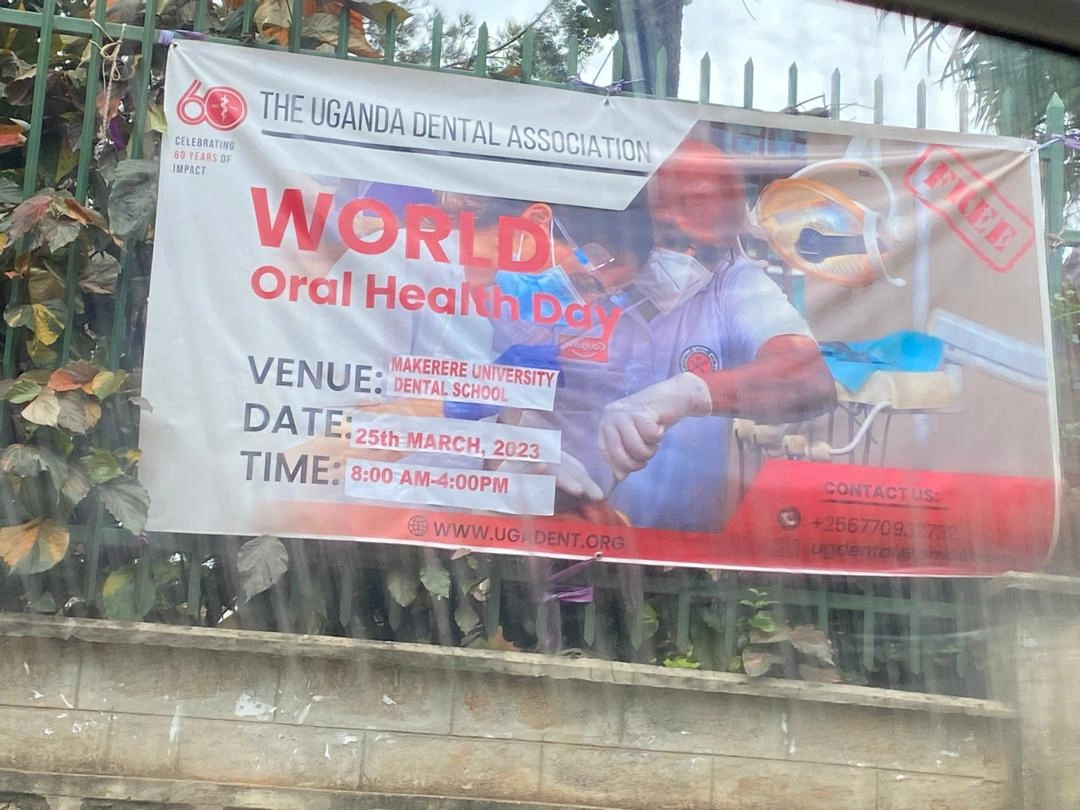 60
CELEBRATING
60 YEARS OF
IMPACT
THE UGANDA DENTAL ASSOCIATION
FREE
WORLD
Oral Health Day
Colgate
VENUE: MAKERERE UNIVERSITY
DENTAL SCHOOL
DATE: 25th MARCH, 2023
TIME: 8:00 AM-4:00PM
WWW.UGADENT.ORG
CONTACT US: